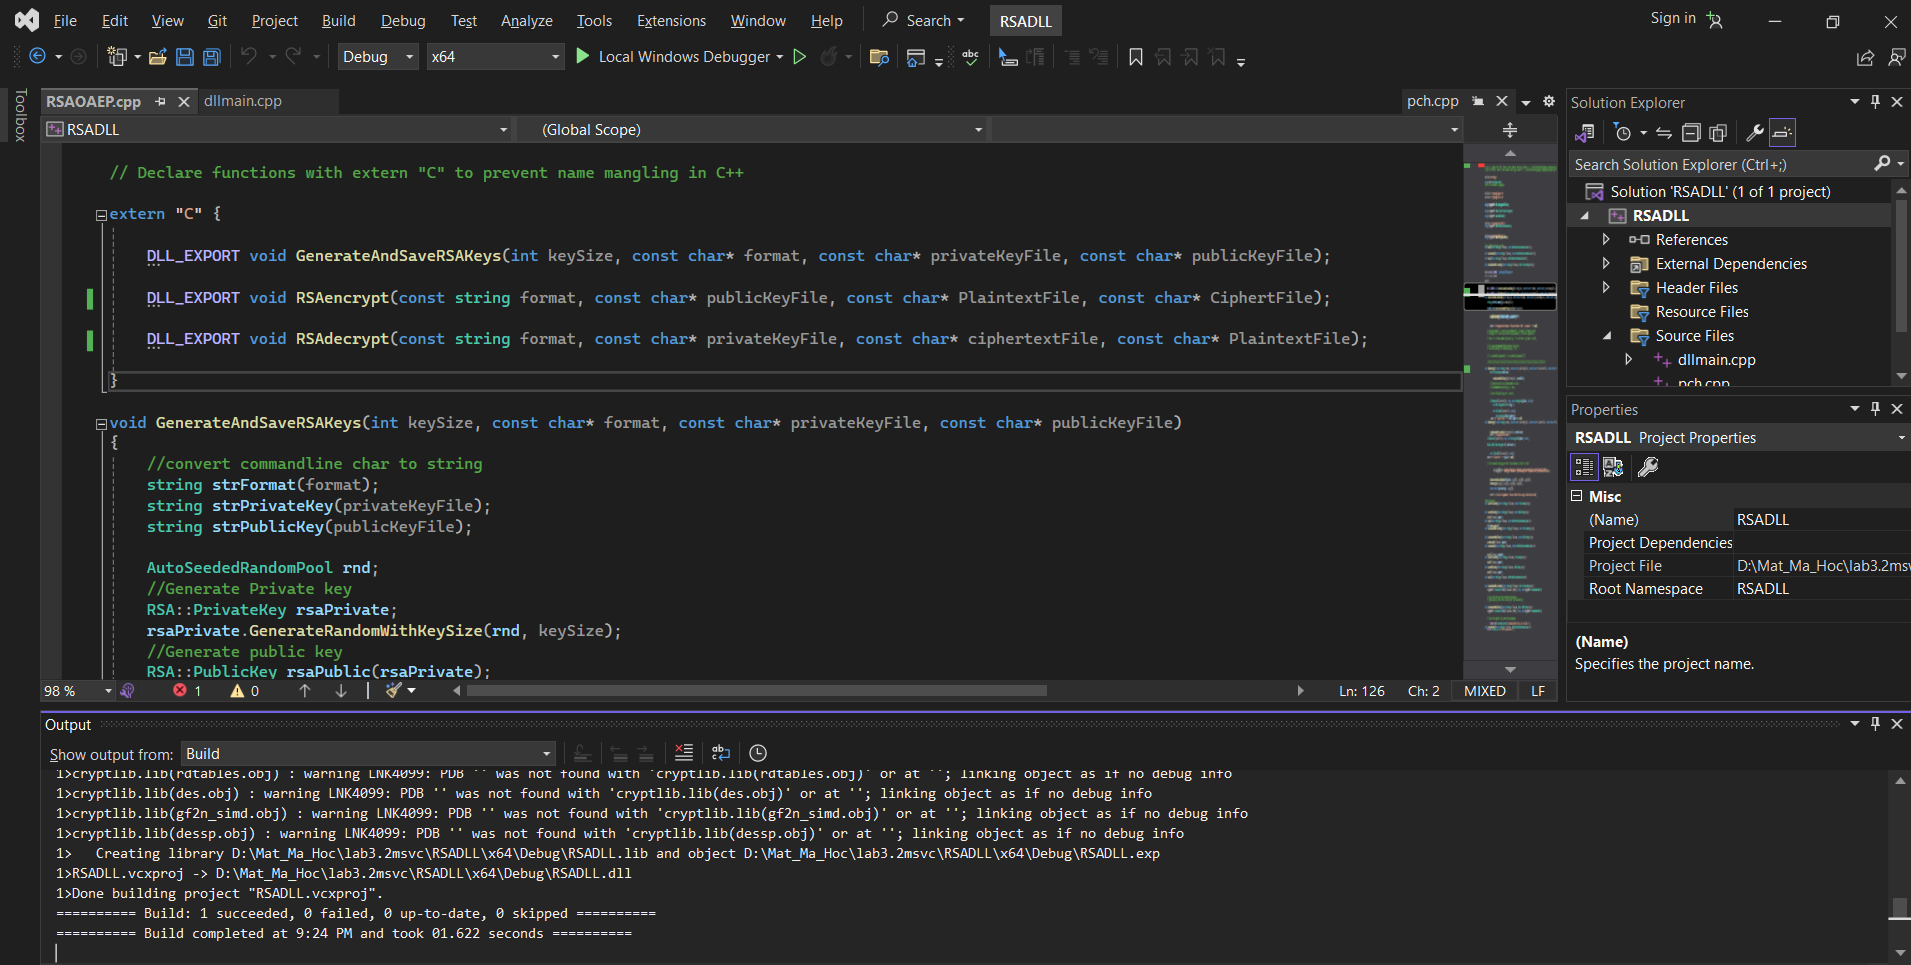 File Edit View Git Project Build Debug Test Analyze Tools Extensions Window Help Search RSADLL Sign in
Debug x64 Local Windows Debugger
Toolbox
RSAOAEP.cpp dllmain.cpp pch.cpp
RSADLL (Global Scope)
// Declare functions with extern "C" to prevent name mangling in C++
extern "C" {
DLL_EXPORT void GenerateAndSaveRSAKeys(int keySize, const char* format, const char* privateKeyFile, const char* publicKeyFile);
DLL_EXPORT void RSAencrypt(const string format, const char* publicKeyFile, const char* PlaintextFile, const char* CiphertFile);
DLL_EXPORT void RSAdecrypt(const string format, const char* privateKeyFile, const char* ciphertextFile, const char* PlaintextFile);
}
void GenerateAndSaveRSAKeys(int keySize, const char* format, const char* privateKeyFile, const char* publicKeyFile)
{
//convert commandline char to string
string strFormat(format);
string strPrivateKey(privateKeyFile);
string strPublicKey(publicKeyFile);
AutoSeededRandomPool rnd;
//Generate Private key
RSA::PrivateKey rsaPrivate;
rsaPrivate.GenerateRandomWithKeySize(rnd, keySize);
//Generate public key
RSA::PublicKey rsaPublic(rsaPrivate);
98 % 1 0 Ln: 126 Ch: 2 MIXED LF
Solution Explorer
Search Solution Explorer (Ctrl+;)
Solution 'RSADLL' (1 of 1 project)
RSADLL
References
External Dependencies
Header Files
Resource Files
Source Files
dllmain.cpp
pch.cpp
Properties
RSADLL Project Properties
Misc
(Name) RSADLL
Project Dependencies
Project File D:\Mat_Ma_Hoc\lab3.2msv
Root Namespace RSADLL
(Name)
Specifies the project name.
Output
Show output from: Build
1>cryptlib.lib(rdtables.obj) : warning LNK4099: PDB '' was not found with 'cryptlib.lib(rdtables.obj)' or at ''; linking object as if no debug info
1>cryptlib.lib(des.obj) : warning LNK4099: PDB '' was not found with 'cryptlib.lib(des.obj)' or at ''; linking object as if no debug info
1>cryptlib.lib(gf2n_simd.obj) : warning LNK4099: PDB '' was not found with 'cryptlib.lib(gf2n_simd.obj)' or at ''; linking object as if no debug info
1>cryptlib.lib(dessp.obj) : warning LNK4099: PDB '' was not found with 'cryptlib.lib(dessp.obj)' or at ''; linking object as if no debug info
1> Creating library D:\Mat_Ma_Hoc\lab3.2msvc\RSADLL\x64\Debug\RSADLL.lib and object D:\Mat_Ma_Hoc\lab3.2msvc\RSADLL\x64\Debug\RSADLL.exp
1>RSADLL.vcxproj -> D:\Mat_Ma_Hoc\lab3.2msvc\RSADLL\x64\Debug\RSADLL.dll
1>Done building project "RSADLL.vcxproj".
========== Build: 1 succeeded, 0 failed, 0 up-to-date, 0 skipped ==========
========== Build completed at 9:24 PM and took 01.622 seconds ==========